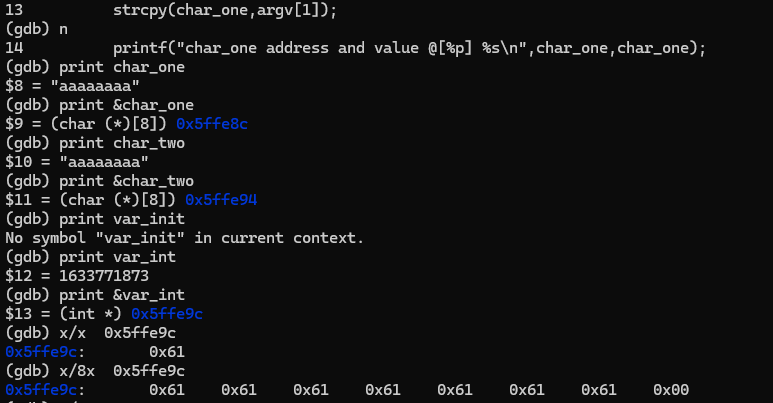 13          strcpy(char_one,argv[1]);
(gdb) n
14          printf("char_one address and value @[%p] %s\n",char_one,char_one);
(gdb) print char_one
$8 = "aaaaaaaa"
(gdb) print &char_one
$9 = (char (*)[8]) 0x5ffe8c
(gdb) print char_two
$10 = "aaaaaaaa"
(gdb) print &char_two
$11 = (char (*)[8]) 0x5ffe94
(gdb) print var_init
No symbol "var_init" in current context.
(gdb) print var_int
$12 = 1633771873
(gdb) print &var_int
$13 = (int *) 0x5ffe9c
(gdb) x/x  0x5ffe9c
0x5ffe9c:       0x61
(gdb) x/8x  0x5ffe9c
0x5ffe9c:       0x61    0x61    0x61    0x61    0x61    0x61    0x61    0x00